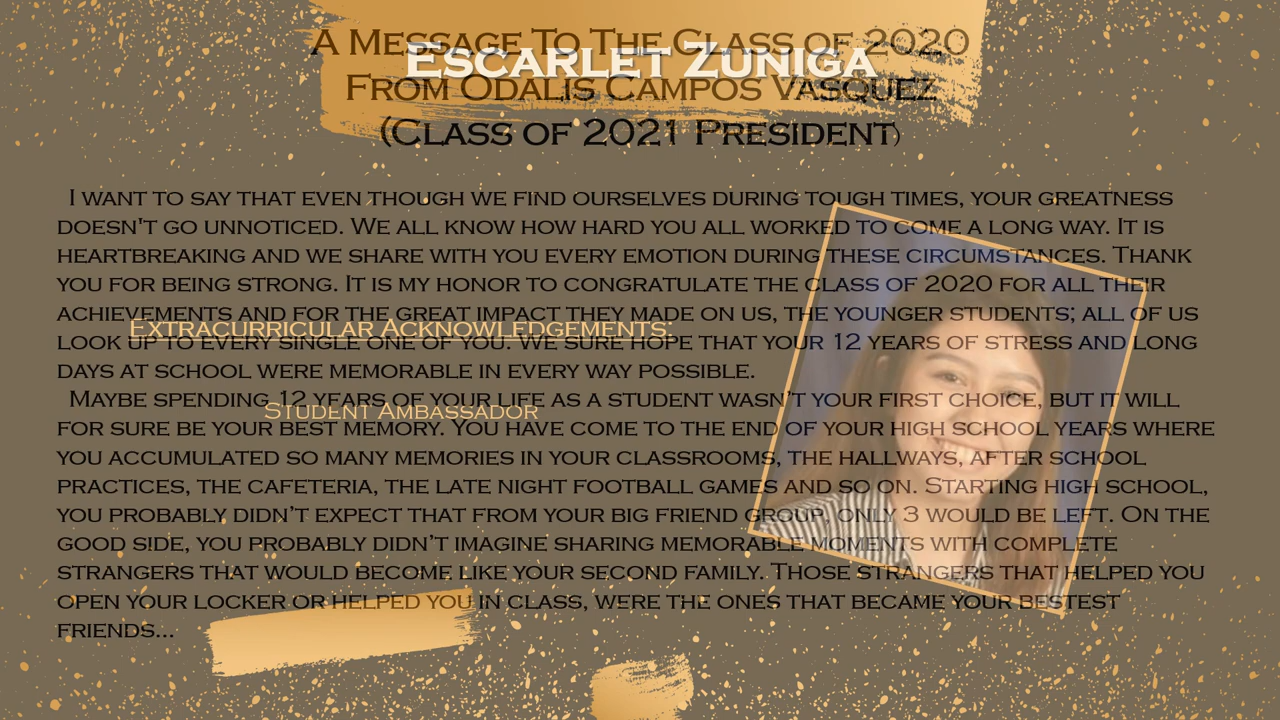 A Message To The Class of 2020
Escarlet Zuniga
From Odalis Campos Vasquez
(Class of 2021 President)
I want to say that even though we find ourselves during tough times, your greatness
doesn't go unnoticed. We all know how hard you all worked to come a long way. It is
heartbreaking and we share with you every emotion during these circumstances. Thank
you for being strong. It is my honor to congratulate the class of 2020 for all their
achievements and for the great impact they made on us, the younger students; all of us
Extracurricular Acknowledgements:
look up to every single one of you. We sure hope that your 12 years of stress and long
days at school were memorable in every way possible.
Maybe spending 12 years of your life as a student wasn't your first choice, but it will
Student Ambassador
for sure be your best memory. You have come to the end of your high school years where
you accumulated so many memories in your classrooms, the hallways, after school
practices, the cafeteria, the late night football games and so on. Starting high school,
you probably didn’t expect that from your big friend group, only 3 would be left. On the
good side, you probably didn’t imagine sharing memorable moments with complete
strangers that would become like your second family. Those strangers that helped you
open your locker or helped you in class, were the ones that became your bestest
friends...